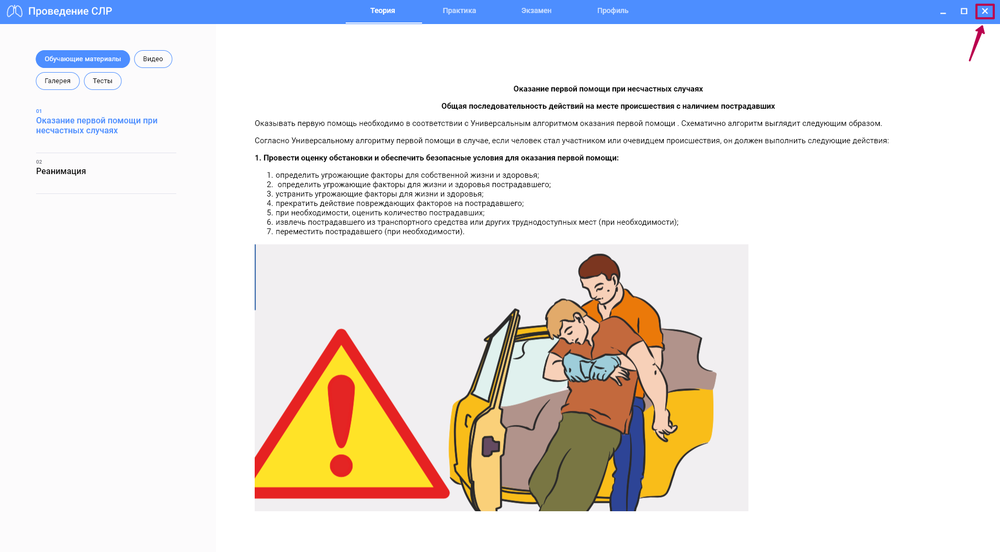 Проведение СЛР
Теория
Практика
Экзамен
Профиль
Обучающие материалы
Видео
Галерея
Тесты
01
Оказание первой помощи при
несчастных случаях
02
Реанимация
Оказание первой помощи при несчастных случаях
Общая последовательность действий на месте происшествия с наличием пострадавших
Оказывать первую помощь необходимо в соответствии с Универсальным алгоритмом оказания первой помощи . Схематично алгоритм выглядит следующим образом.
Согласно Универсальному алгоритму первой помощи в случае, если человек стал участником или очевидцем происшествия, он должен выполнить следующие действия:
1. Провести оценку обстановки и обеспечить безопасные условия для оказания первой помощи:
1. определить угрожающие факторы для собственной жизни и здоровья;
2. определить угрожающие факторы для жизни и здоровья пострадавшего;
3. устранить угрожающие факторы для жизни и здоровья;
4. прекратить действие повреждающих факторов на пострадавшего;
5. при необходимости, оценить количество пострадавших;
6. извлечь пострадавшего из транспортного средства или других труднодоступных мест (при необходимости);
7. переместить пострадавшего (при необходимости).